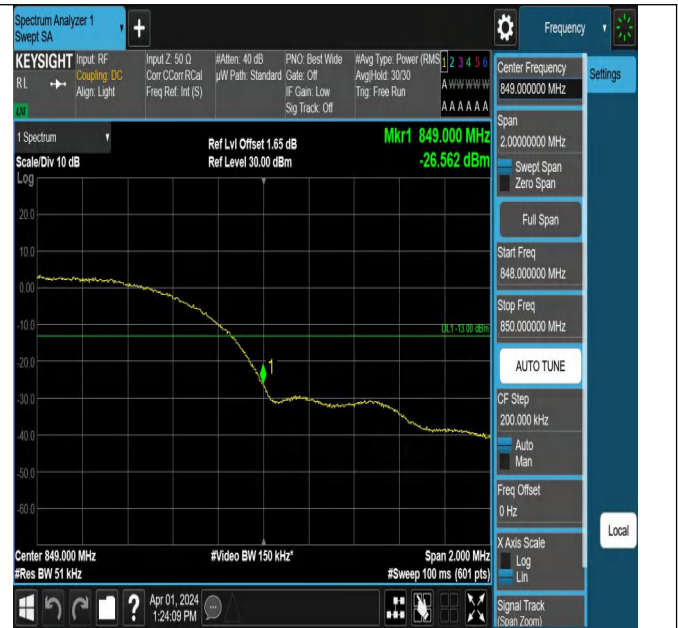 Spectrum Analyzer 1
Swept SA
+
Frequency
KEYSIGHT
RL
Input: RF
Coupling: DC
Align: Light
Input Z: 50 Ω
Corr CCorr RCal
Freq Ref: Int (S)
#Atten: 40 dB
µW Path: Standard
PNO: Best Wide
Gate: Off
IF Gain: Low
Sig Track: Off
#Avg Type: Power (RMS
Avg|Hold: 30/30
Trig: Free Run
1 2 3 4 5 6
A W W W W W
A A A A A A
1 Spectrum
Scale/Div 10 dB
Log
Ref Lvl Offset 1.65 dB
Ref Level 30.00 dBm
Mkr1 849.000 MHz
-26.562 dBm
20.0
10.0
0.00
-10.0
-20.0
-30.0
-40.0
-50.0
-60.0
DL1 -13.00 dBm
1
Center 849.000 MHz
#Res BW 51 kHz
#Video BW 150 kHz*
Span 2.000 MHz
#Sweep 100 ms (601 pts)
Center Frequency
849.000000 MHz
Settings
Span
2.00000000 MHz
Swept Span
Zero Span
Full Span
Start Freq
848.000000 MHz
Stop Freq
850.000000 MHz
AUTO TUNE
CF Step
200.000 kHz
Auto
Man
Freq Offset
0 Hz
X Axis Scale
Log
Lin
Local
Signal Track
(Span Zoom)
?
Apr 01, 2024
1:24:09 PM